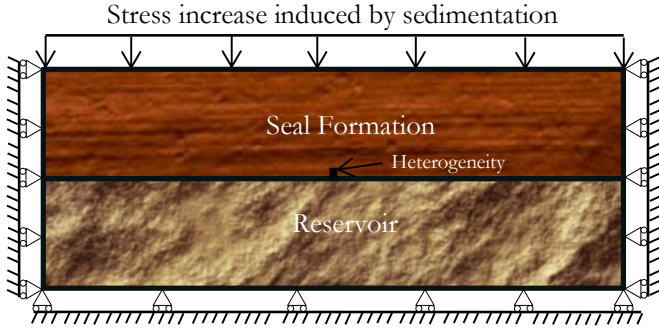 Stress increase induced by sedimentation
Seal Formation
Heterogeneity
Reservoir